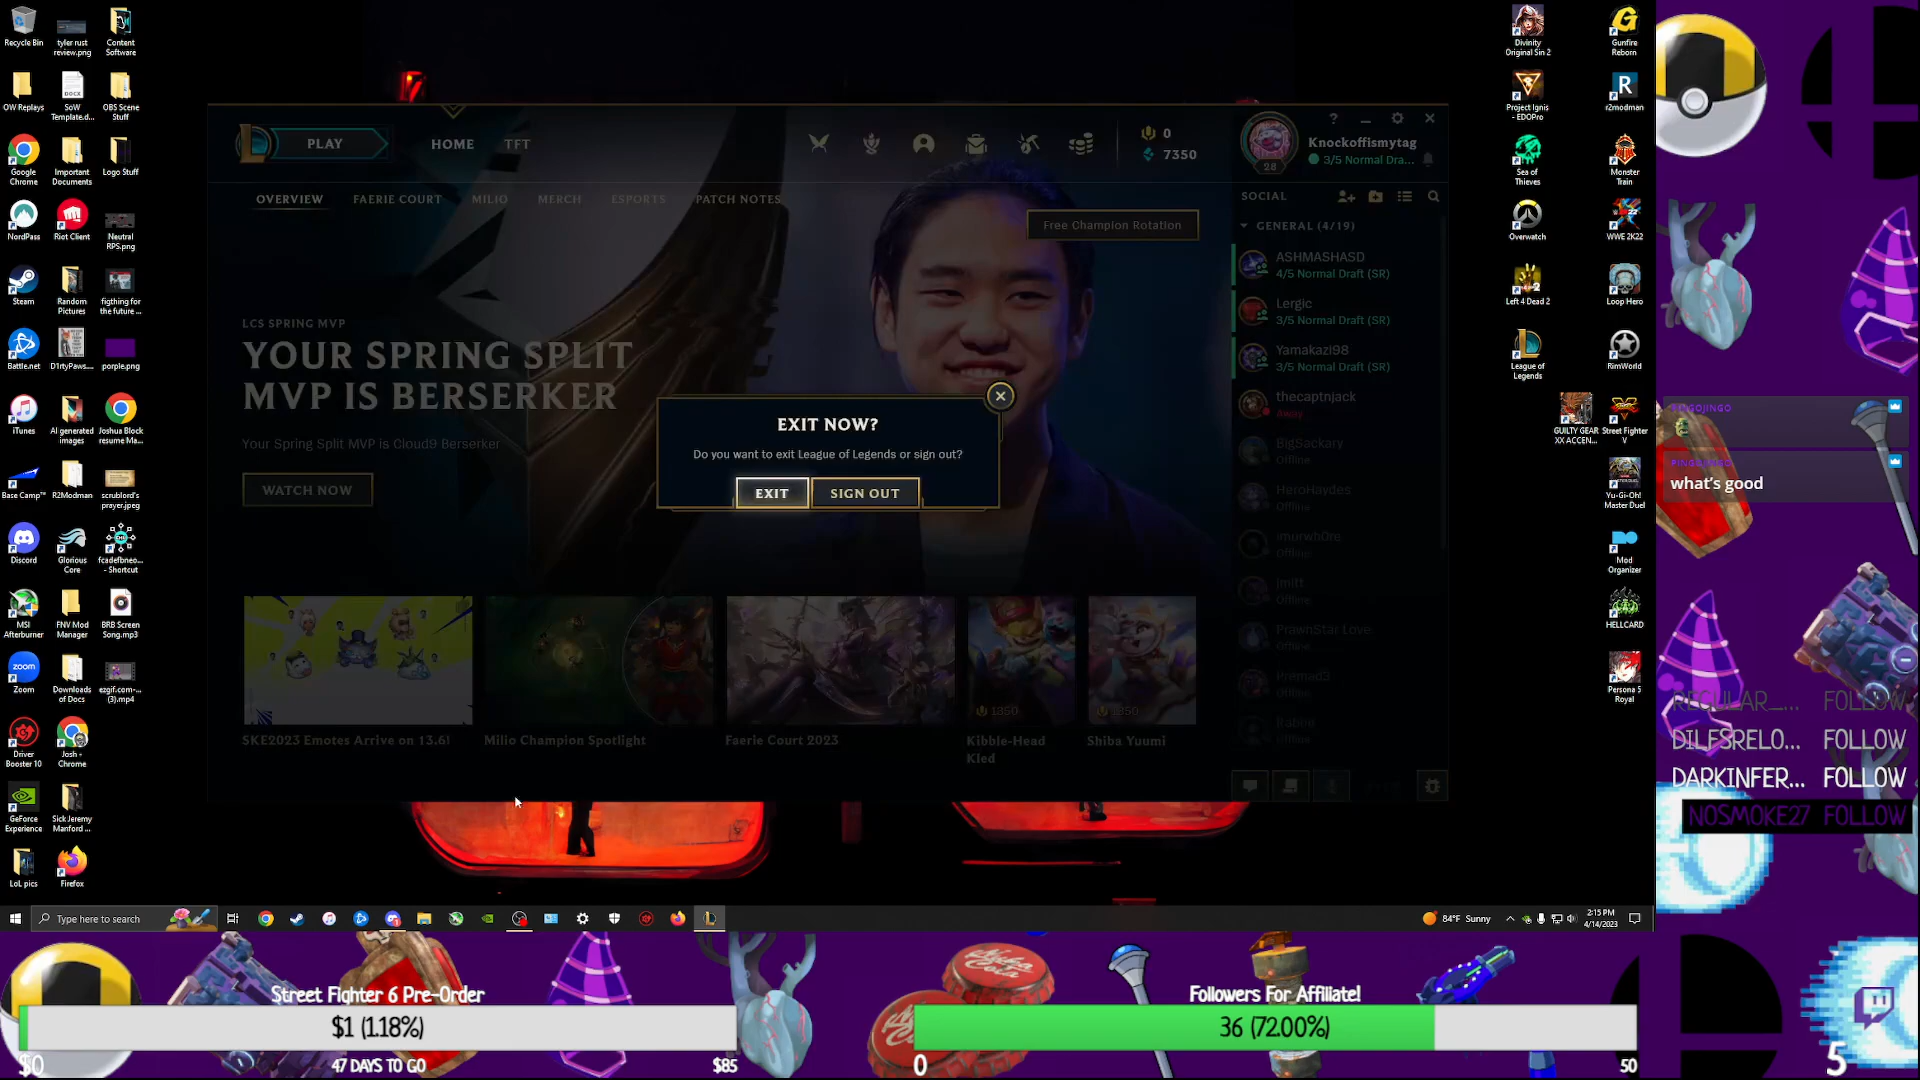 Recycle Bin
tyler rust review.png
Content Software
OW Replays
SoW Template.d...
OBS Scene Stuff
Google Chrome
Important Documents
Logo Stuff
NordPass
Riot Client
Neutral RPS.png
Steam
Random Pictures
figthing for the future ...
Battle.net
D1rtyPaws....
porple.png
iTunes
AI generated images
Joshua Block resume Ma...
Base Camp™
R2Modman
scrublord's prayer.jpeg
Discord
Glorious Core
fcadefbneo... - Shortcut
MSI Afterburner
FNV Mod Manager
BRB Screen Song.mp3
Zoom
Downloads of Docs
ezgif.com-... (3).mp4
Driver Booster 10
Josh - Chrome
GeForce Experience
Sick Jeremy Manford ...
LoL pics
Firefox
PLAY
HOME
TFT
0
7350
28
Knockoffismytag
3/5 Normal Dra...
OVERVIEW
FAERIE COURT
MILIO
MERCH
ESPORTS
PATCH NOTES
Free Champion Rotation
LCS SPRING MVP
YOUR SPRING SPLIT
MVP IS BERSERKER
Your Spring Split MVP is Cloud9 Berserker
WATCH NOW
EXIT NOW?
Do you want to exit League of Legends or sign out?
EXIT
SIGN OUT
SOCIAL
GENERAL (4/19)
ASHMASHASD
4/5 Normal Draft (SR)
Lergic
3/5 Normal Draft (SR)
Yamakazi98
3/5 Normal Draft (SR)
thecaptnjack
Away
BigSackary
Offline
HeroHaydes
Offline
imurwh0re
Offline
Offline
PrawnStar Love
Offline
Offline
Offline
SKE2023 Emotes Arrive on 13.6!
Milio Champion Spotlight
Faerie Court 2023
1350
Kibble-Head
Kled
1350
Shiba Yuumi
Divinity Original Sin 2
Gunfire Reborn
Project Ignis - EDOPro
r2modman
Sea of Thieves
Monster Train
Overwatch
WWE 2K22
Left 4 Dead 2
Loop Hero
League of Legends
RimWorld
GUILTY GEAR XX ACCEN...
Street Fighter V
Yu-Gi-Oh! Master Duel
Mod Organizer
HELLCARD
Persona 5 Royal
what's good
REGULAR_... FOLLOW
DILFSRELO... FOLLOW
DARKINFER... FOLLOW
NOSMOKE27 FOLLOW
Type here to search
84°F Sunny
2:15 PM
4/14/2023
Street Fighter 6 Pre-Order
$1 (1.18%)
$0
47 DAYS TO GO
$85
Followers For Affiliate!
36 (72.00%)
0
50
5